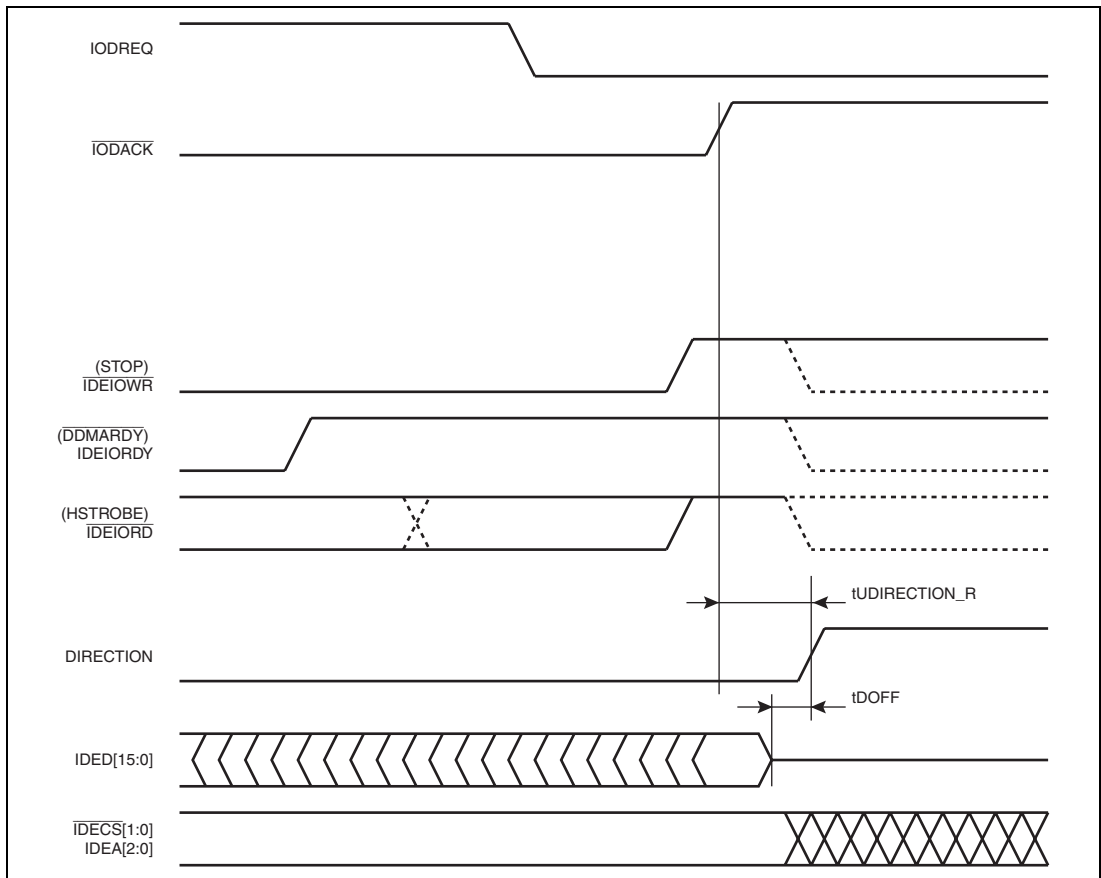 IODREQ
IODACK
(STOP)
IDEIOWR
(DDMARDY)
IDEIORDY
(HSTROBE)
IDEIORD
tUDIRECTION_R
DIRECTION
tDOFF
IDED[15:0]
IDECS[1:0]
IDEA[2:0]